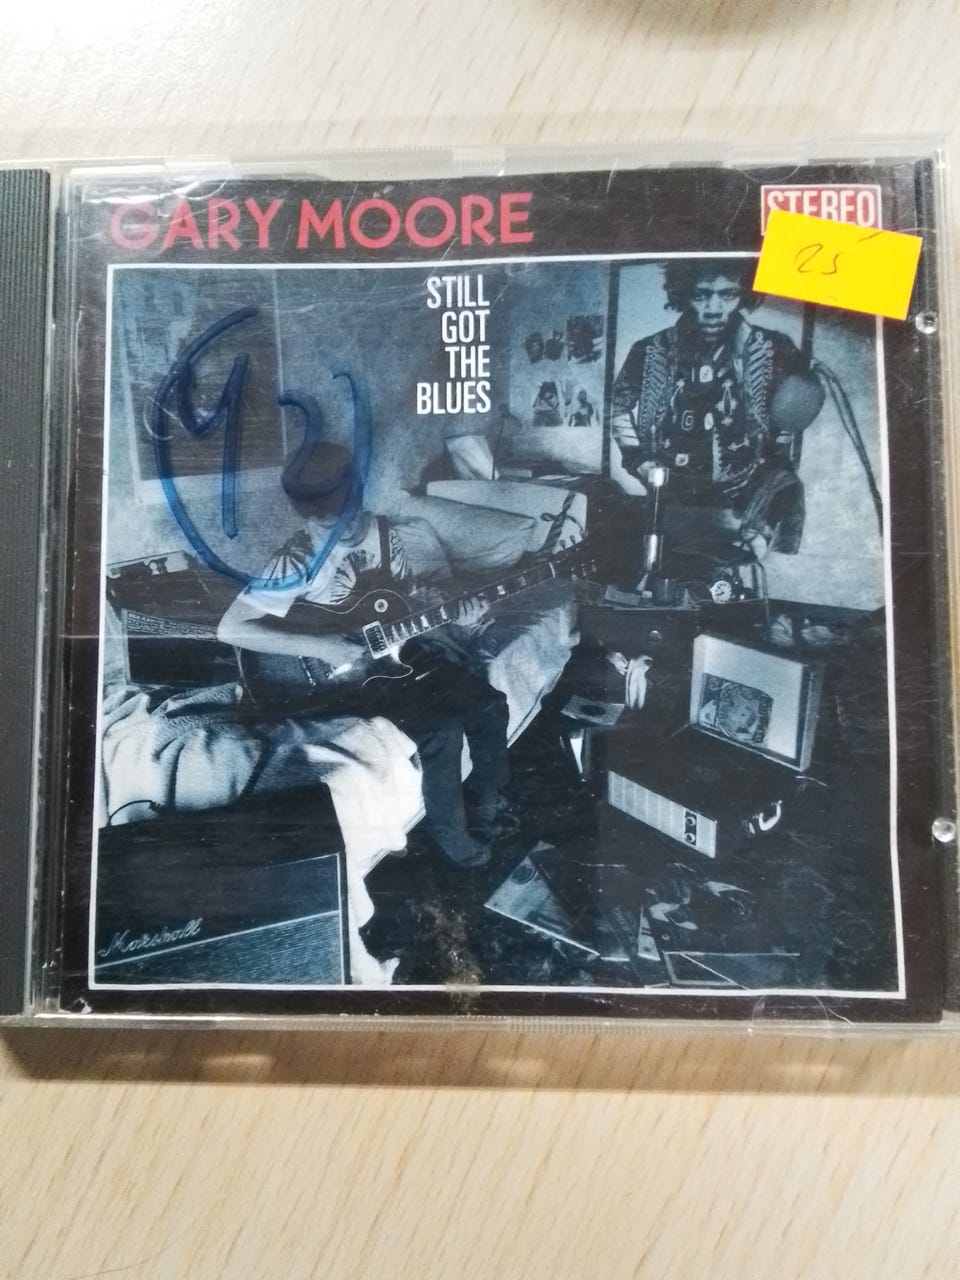 GARY MOORE
STEREO
25
STILL
GOT
THE
BLUES
Marshall